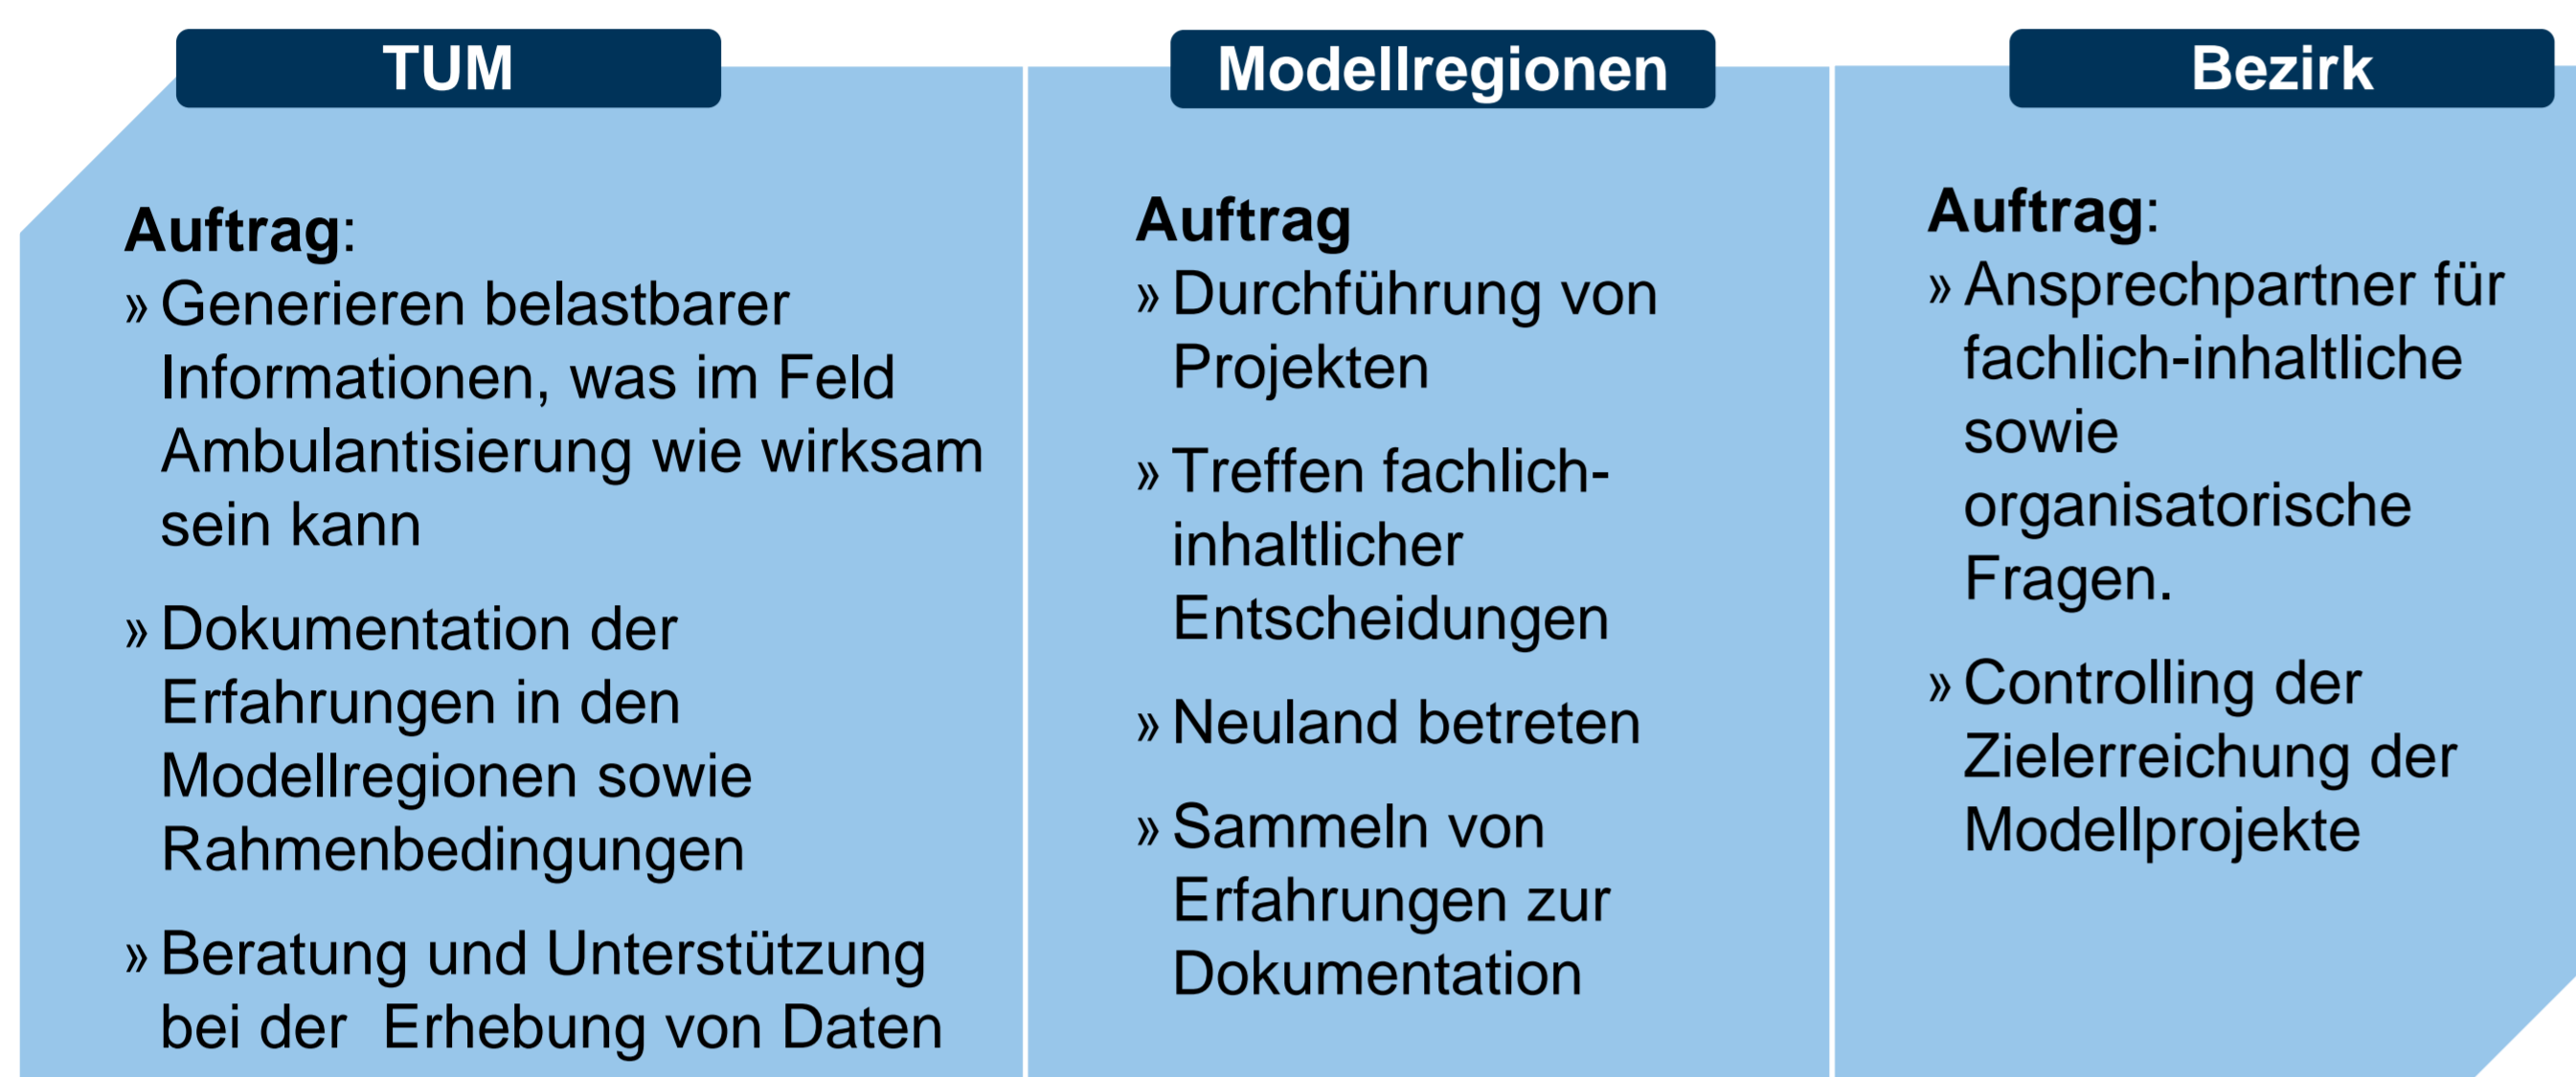 TUM
Auftrag:
» Generieren belastbarer
Informationen, was im Feld
Ambulantisierung wie wirksam
sein kann
» Dokumentation der
Erfahrungen in den
Modellregionen sowie
Rahmenbedingungen
» Beratung und Unterstützung
bei der  Erhebung von Daten
Modellregionen
Auftrag
» Durchführung von
Projekten
» Treffen fachlich-
inhaltlicher
Entscheidungen
» Neuland betreten
» Sammeln von
Erfahrungen zur
Dokumentation
Bezirk
Auftrag:
» Ansprechpartner für
fachlich-inhaltliche
sowie
organisatorische
Fragen.
» Controlling der
Zielerreichung der
Modellprojekte